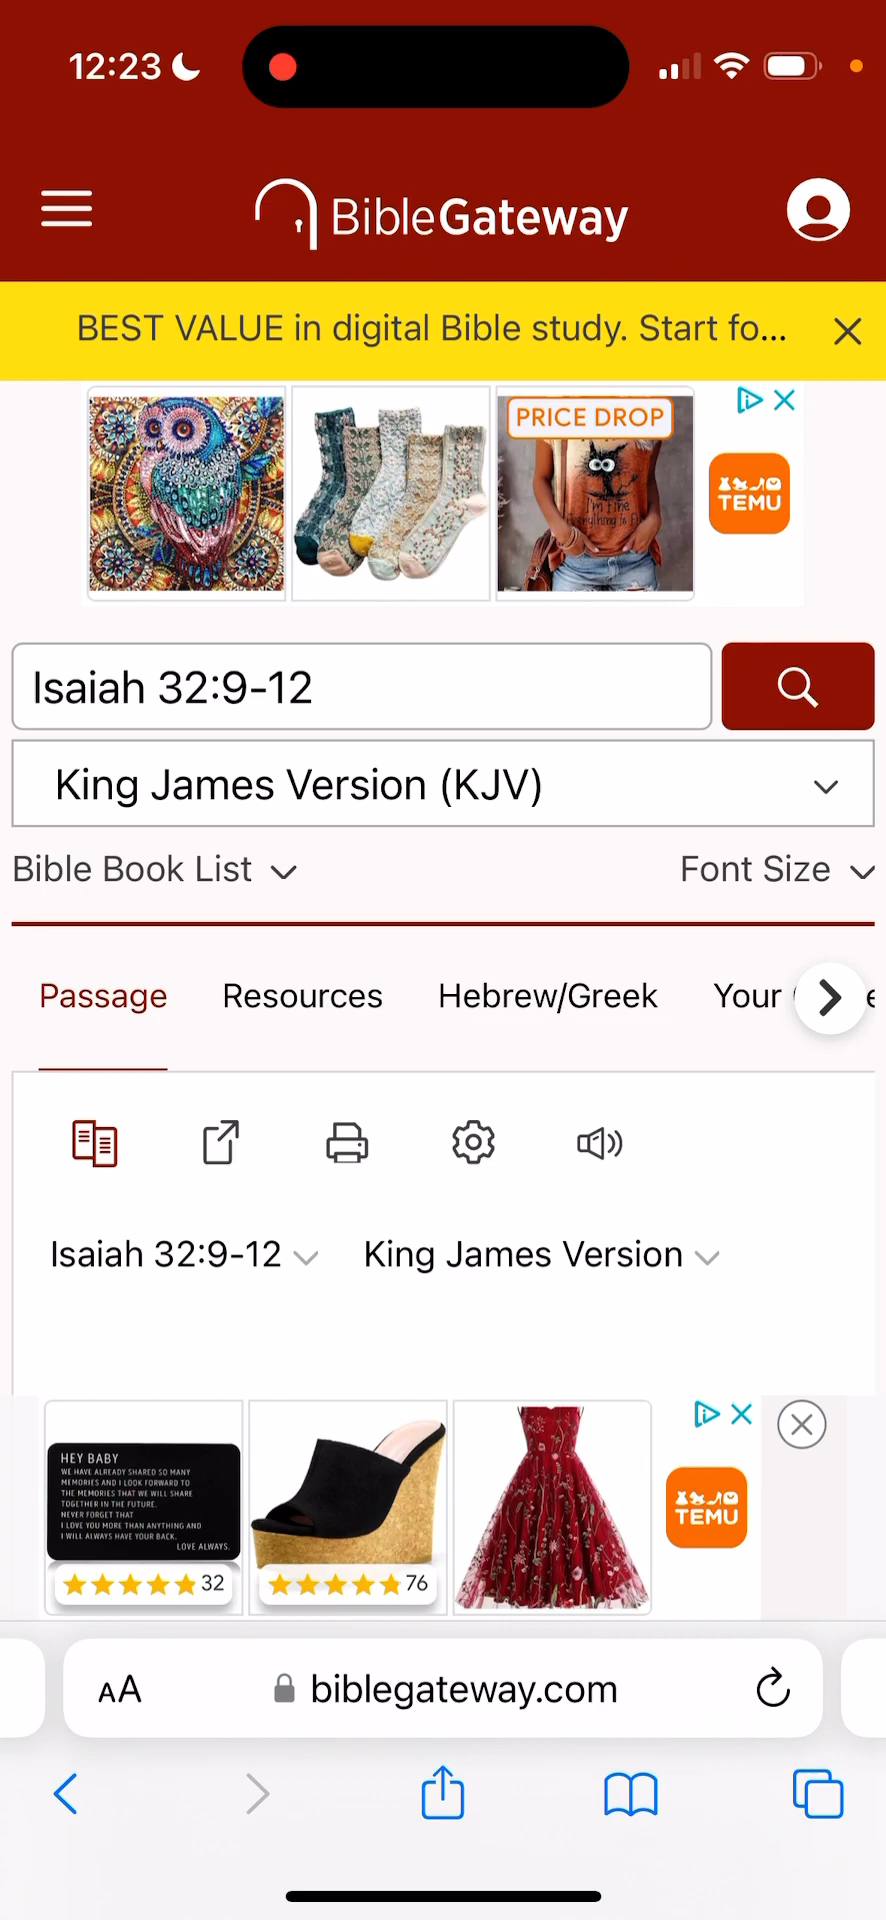 12:23
BibleGateway
BEST VALUE in digital Bible study. Start fo...
PRICE DROP
I'm Fine
TEMU
Isaiah 32:9-12
King James Version (KJV)
Bible Book List
Font Size
Passage
Resources
Hebrew/Greek
Your
Isaiah 32:9-12
King James Version
HEY BABY
WE HAVE ALREADY SHARED SO MANY
MEMORIES AND I LOOK FORWARD TO
THE MEMORIES THAT WE WILL SHARE
TOGETHER IN THE FUTURE.
NEVER FORGET THAT
I LOVE YOU MORE THAN ANYTHING AND
I WILL ALWAYS HAVE YOUR BACK.
LOVE ALWAYS.
32
76
TEMU
AA
biblegateway.com